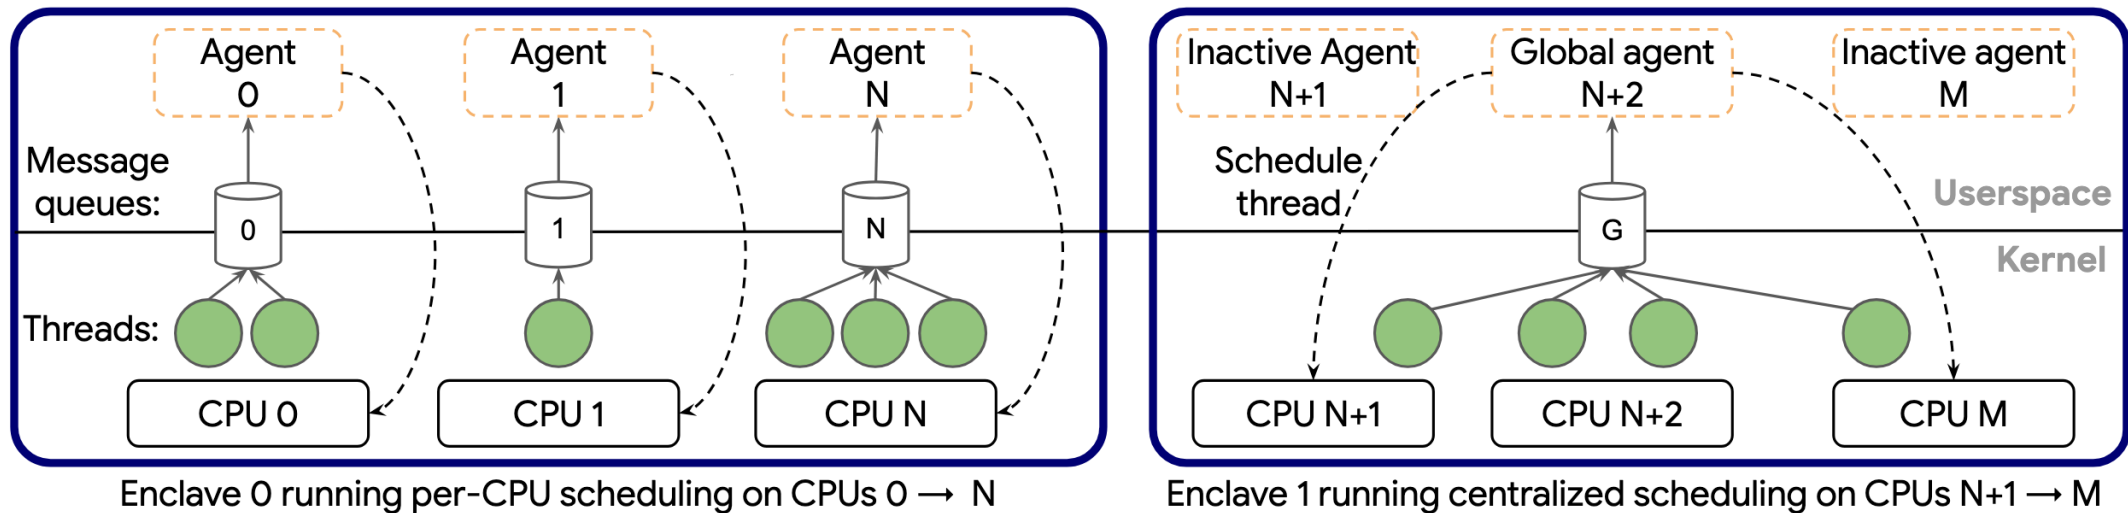 Agent
0
Agent
1
Agent
N
Inactive Agent
N+1
Global agent
N+2
Inactive agent
M
Message
queues:
0
1
N
Schedule
thread
G
Userspace
Kernel
Threads:
CPU 0
CPU 1
CPU N
CPU N+1
CPU N+2
CPU M
Enclave 0 running per-CPU scheduling on CPUs 0 → N
Enclave 1 running centralized scheduling on CPUs N+1 → M